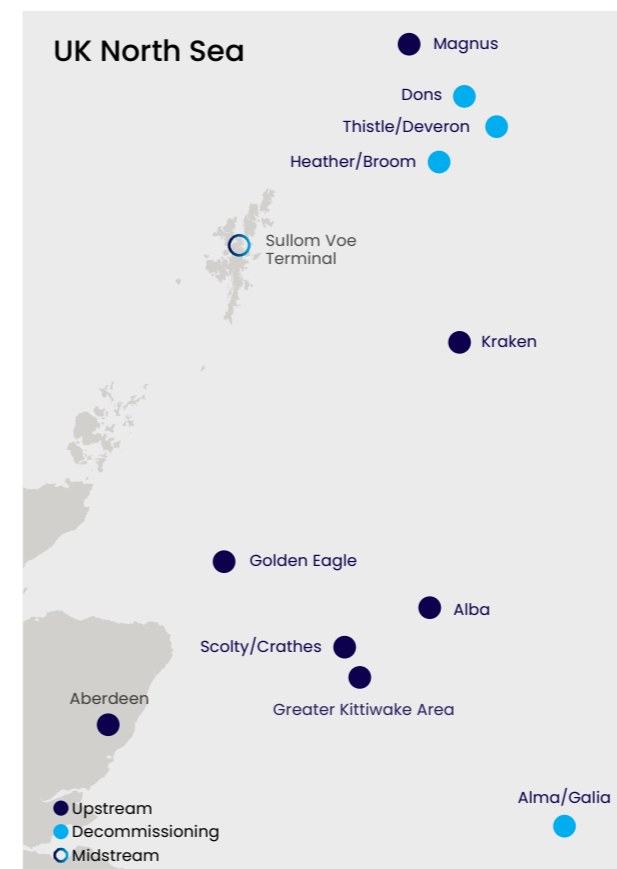 UK North Sea
Magnus
Dons
Thistle/Deveron
Heather/Broom
Sullom Voe
Terminal
Kraken
Golden Eagle
Alba
Scolty/Crathes
Greater Kittiwake Area
Aberdeen
Alma/Galia
Upstream
Decommissioning
Midstream